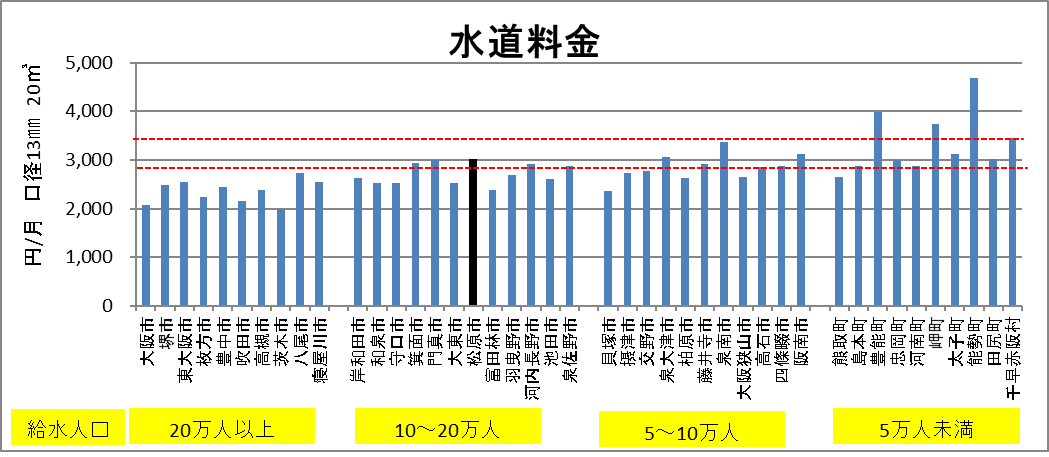 水道料金
円/月　口径13mm 20㎥
5,000
4,000
3,000
2,000
1,000
0
大阪市
堺市
東大阪市
枚方市
豊中市
吹田市
高槻市
茨木市
八尾市
寝屋川市
岸和田市
和泉市
守口市
箕面市
門真市
大東市
松原市
富田林市
羽曳野市
河内長野市
池田市
泉佐野市
貝塚市
摂津市
交野市
泉大津市
柏原市
藤井寺市
泉南市
大阪狭山市
高石市
四條畷市
阪南市
熊取町
島本町
豊能町
忠岡町
河南町
岬町
太子町
能勢町
田尻町
千早赤阪村
給水人口
20万人以上
10～20万人
5～10万人
5万人未満